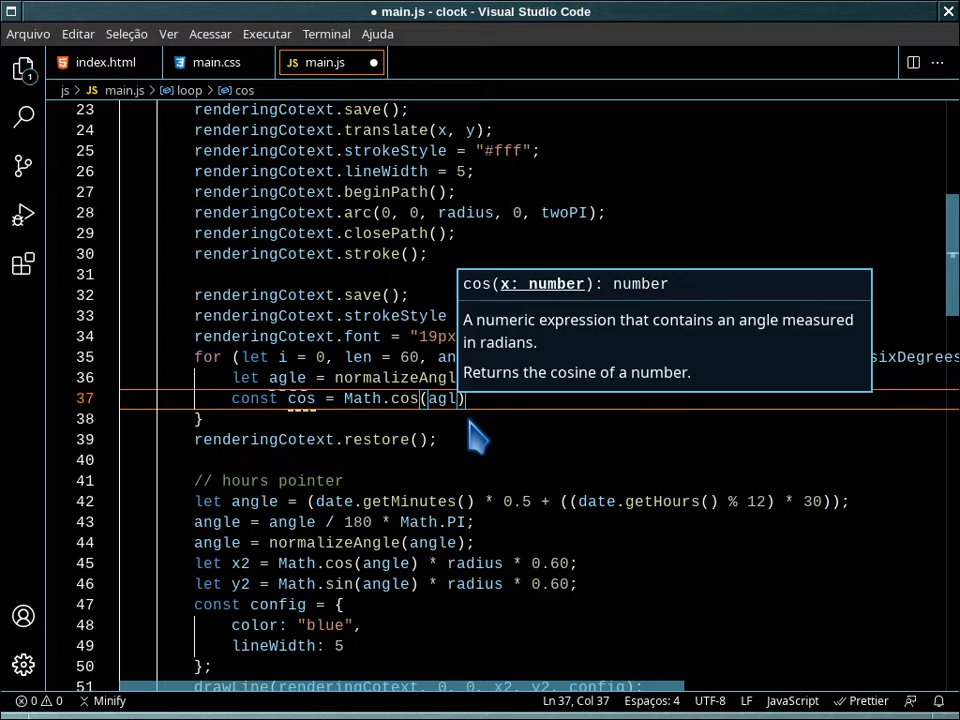 ● main.js - clock - Visual Studio Code
Arquivo Editar Seleção Ver Acessar Executar Terminal Ajuda
index.html main.css JS main.js ●
js > JS main.js > loop > cos
23 renderingCotext.save();
24 renderingCotext.translate(x, y);
25 renderingCotext.strokeStyle = "#fff";
26 renderingCotext.lineWidth = 5;
27 renderingCotext.beginPath();
28 renderingCotext.arc(0, 0, radius, 0, twoPI);
29 renderingCotext.closePath();
30 renderingCotext.stroke();
31
cos(x: number): number
A numeric expression that contains an angle measured
in radians.
Returns the cosine of a number.
32 renderingCotext.save();
33 renderingCotext.strokeStyle
34 renderingCotext.font = "19px
35 for (let i = 0, len = 60, an sixDegrees
36 let agle = normalizeAngl
37 const cos = Math.cos(agl)
38 }
39 renderingCotext.restore();
40
41 // hours pointer
42 let angle = (date.getMinutes() * 0.5 + ((date.getHours() % 12) * 30));
43 angle = angle / 180 * Math.PI;
44 angle = normalizeAngle(angle);
45 let x2 = Math.cos(angle) * radius * 0.60;
46 let y2 = Math.sin(angle) * radius * 0.60;
47 const config = {
48 color: "blue",
49 lineWidth: 5
50 };
51 drawLine(renderingCotext, 0, 0, x2, y2, config);
1
0 0 Minify Ln 37, Col 37 Espaços: 4 UTF-8 LF JavaScript Prettier